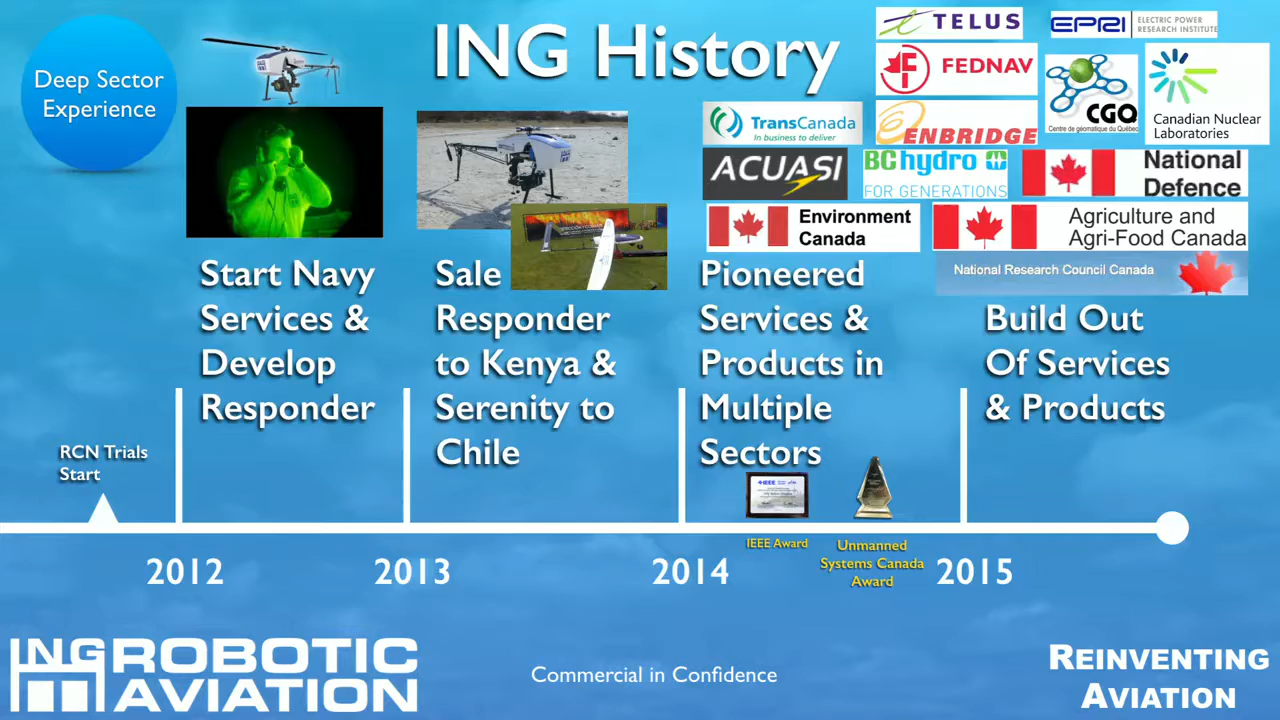 ING History
Deep Sector
Experience
TELUS
EPRI
ELECTRIC POWER
RESEARCH INSTITUTE
FEDNAV
CGQ
Centre de géomatique du Québec
Canadian Nuclear
Laboratories
TransCanada
In business to deliver
ENBRIDGE
ACUASI
BC hydro
FOR GENERATIONS
National
Defence
Environment
Canada
Agriculture and
Agri-Food Canada
National Research Council Canada
Start Navy
Services &
Develop
Responder
Sale
Responder
to Kenya &
Serenity to
Chile
Pioneered
Services &
Products in
Multiple
Sectors
Build Out
Of Services
& Products
RCN Trials
Start
IEEE
IEEE Award
Unmanned
Systems Canada
Award
2012
2013
2014
2015
ING ROBOTIC
AVIATION
Commercial in Confidence
REINVENTING
AVIATION